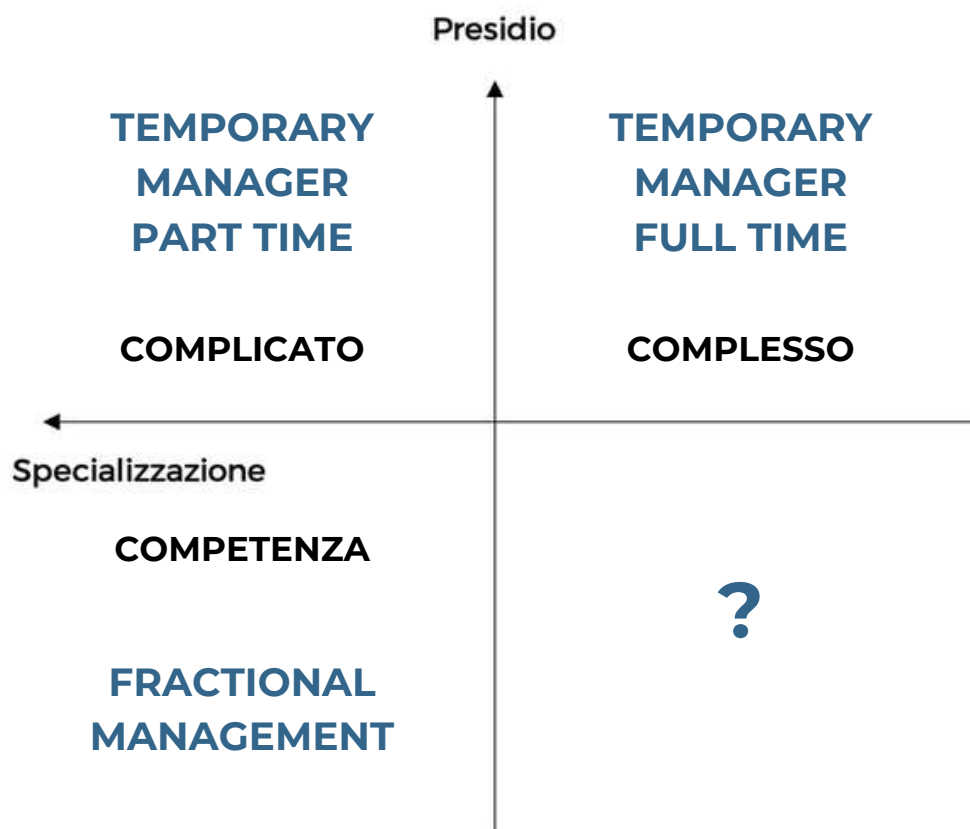 Presidio
TEMPORARY
MANAGER
PART TIME
TEMPORARY
MANAGER
FULL TIME
COMPLICATO
COMPLESSO
Specializzazione
COMPETENZA
?
FRACTIONAL
MANAGEMENT